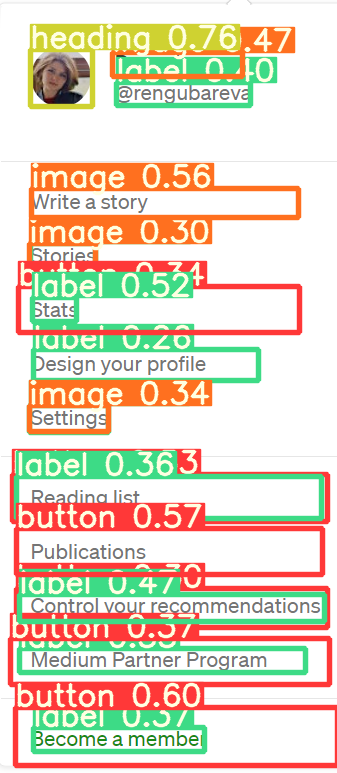 heading 0.76
.47
label 0.40
@rengubareva
image 0.56
Write a story
image 0.30
Stories
button 0.34
label 0.52
Stats
label 0.26
Design your profile
image 0.34
Settings
label 0.36
3
Reading list
button 0.57
Publications
label 0.47
Control your recommendations
button 0.37
Medium Partner Program
button 0.60
label 0.37
Become a member